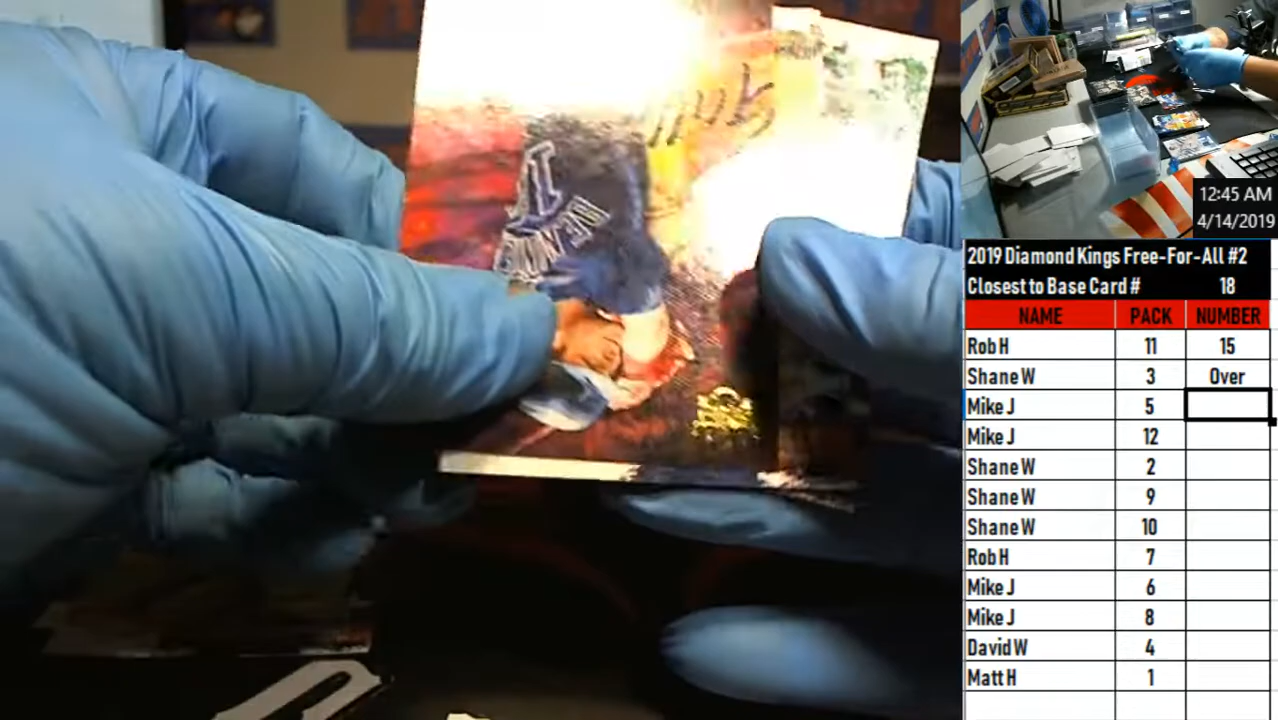 12:45 AM
4/14/2019
2019 Diamond Kings Free-For-All #2
Closest to Base Card # 18
NAME PACK NUMBER
Rob H 11 15
Shane W 3 Over
Mike J 5
Mike J 12
Shane W 2
Shane W 9
Shane W 10
Rob H 7
Mike J 6
Mike J 8
David W 4
Matt H 1